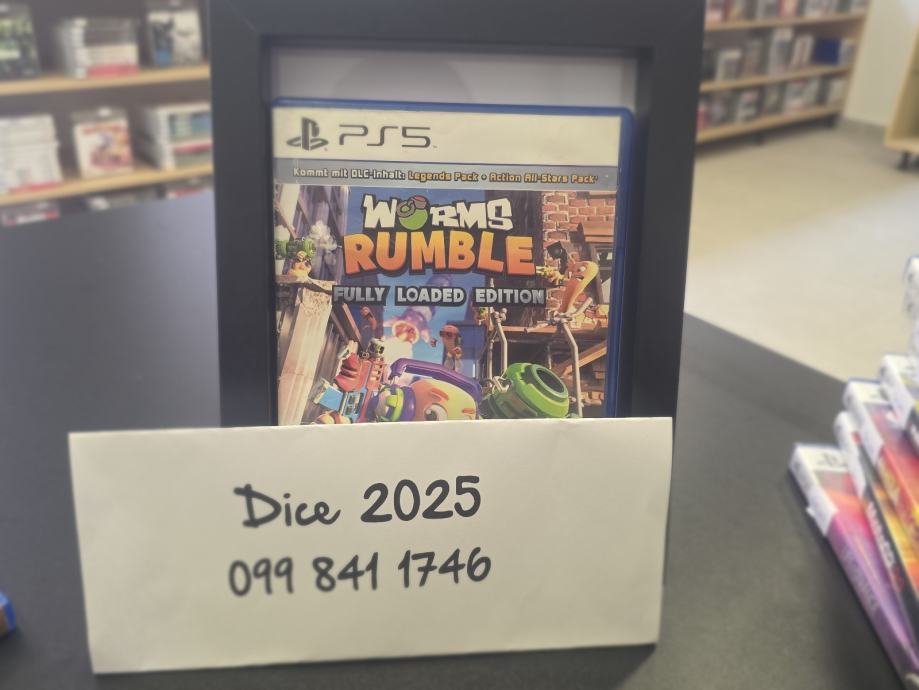 PS5
Kommt mit DLC-Inhalt: Legends Pack + Action All-Stars Pack
WORMS
RUMBLE
FULLY LOADED EDITION
Dice 2025
099 841 1746